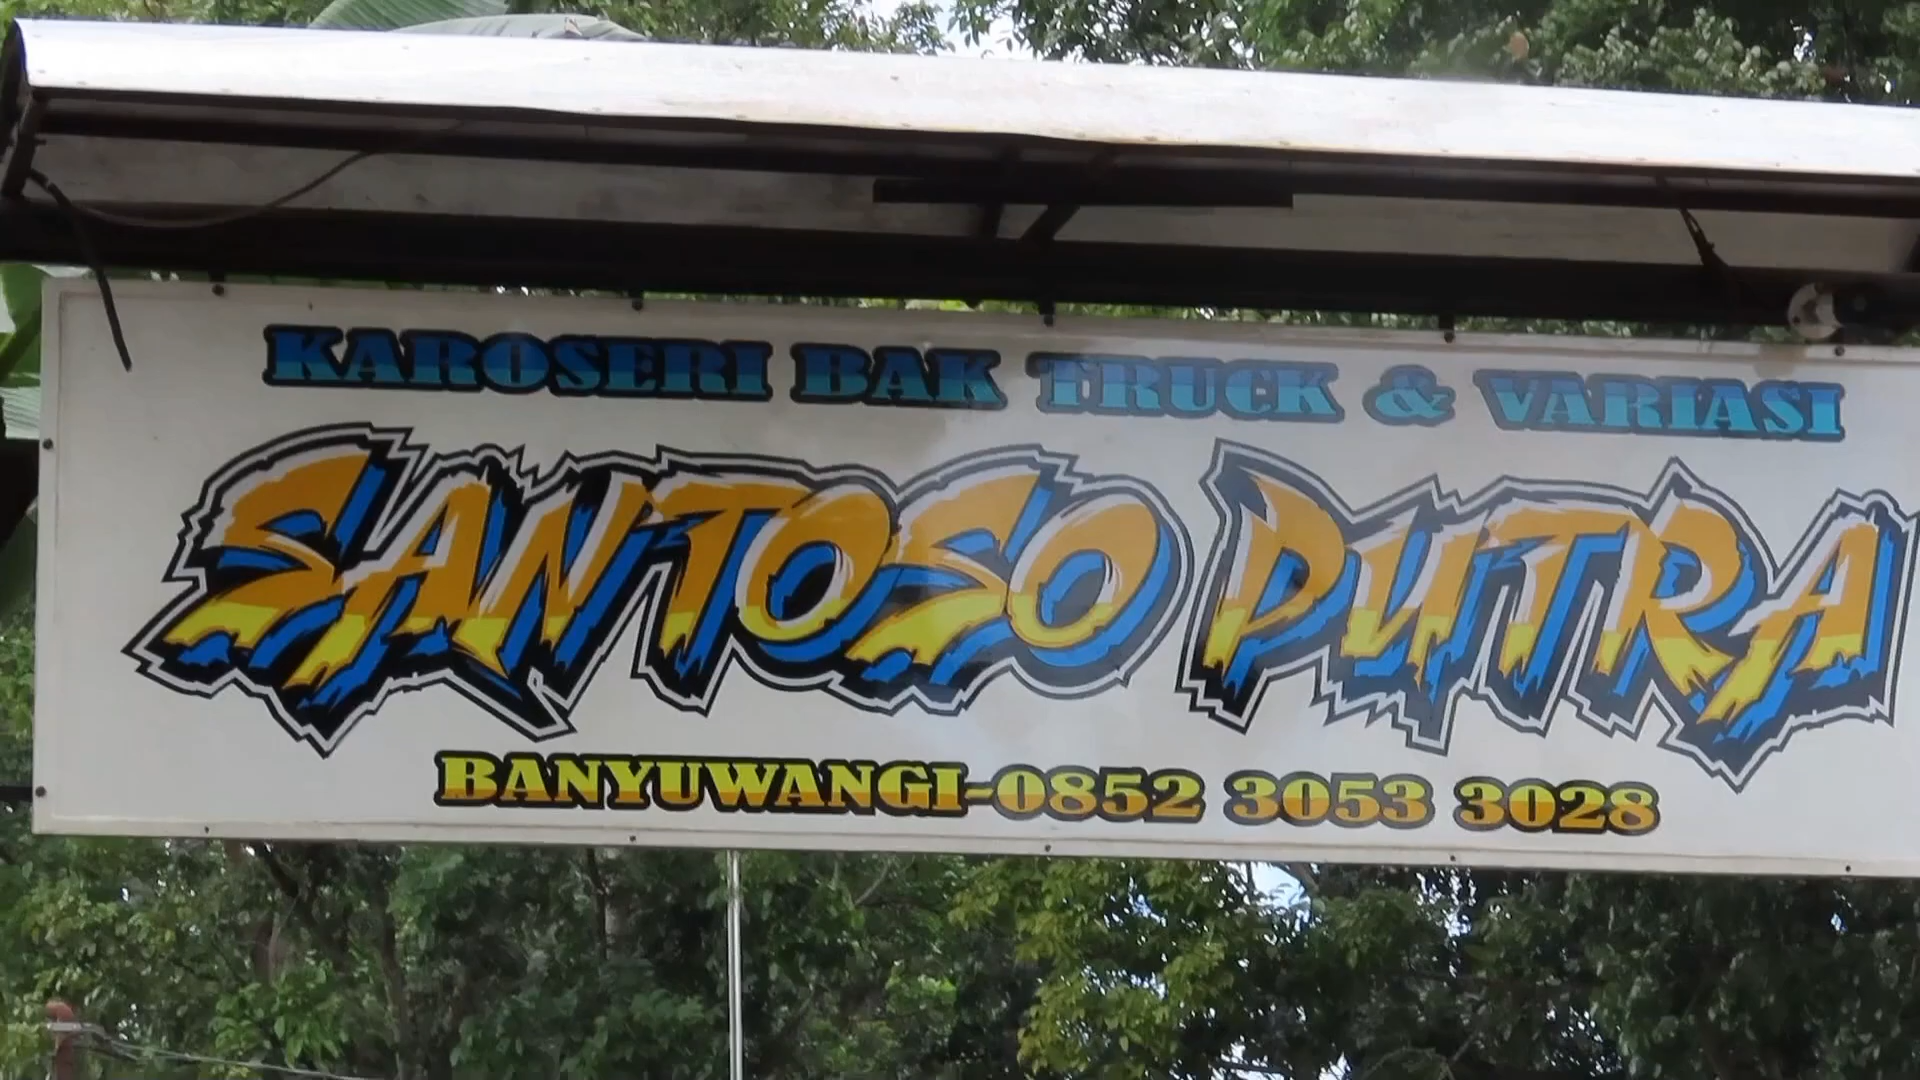 KAROSERI BAK TRUCK & VARIASI
SANTOSO PUTRA
BANYUWANGI-0852 3053 3028